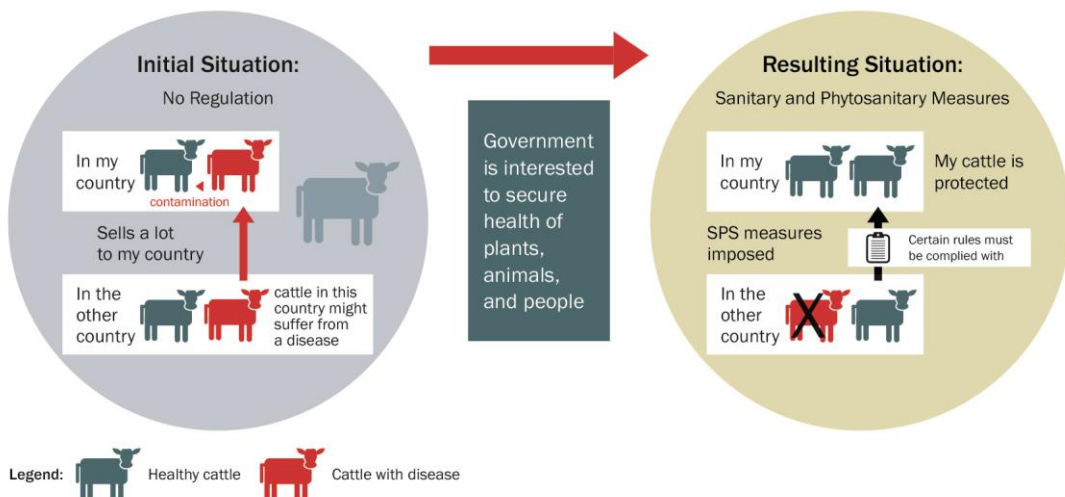 Initial Situation:
No Regulation
In my
country
contamination
Sells a lot
to my country
In the
other
country
cattle in this
country might
suffer from
a disease
Government
is interested
to secure
health of
plants,
animals,
and people
Resulting Situation:
Sanitary and Phytosanitary Measures
In my
country
My cattle is
protected
SPS measures
imposed
Certain rules must
be complied with
In the
other
country
X
Legend: Healthy cattle Cattle with disease